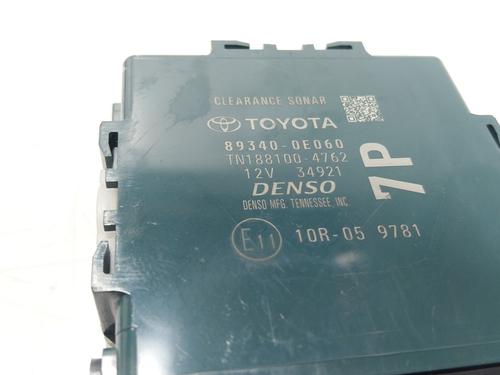 CLEARANCE SONAR
TOYOTA
89340-0E060
TN188100-4762
12V 34921
DENSO
DENSO MFG. TENNESSEE, INC.
7P
E11 10R-05 9781